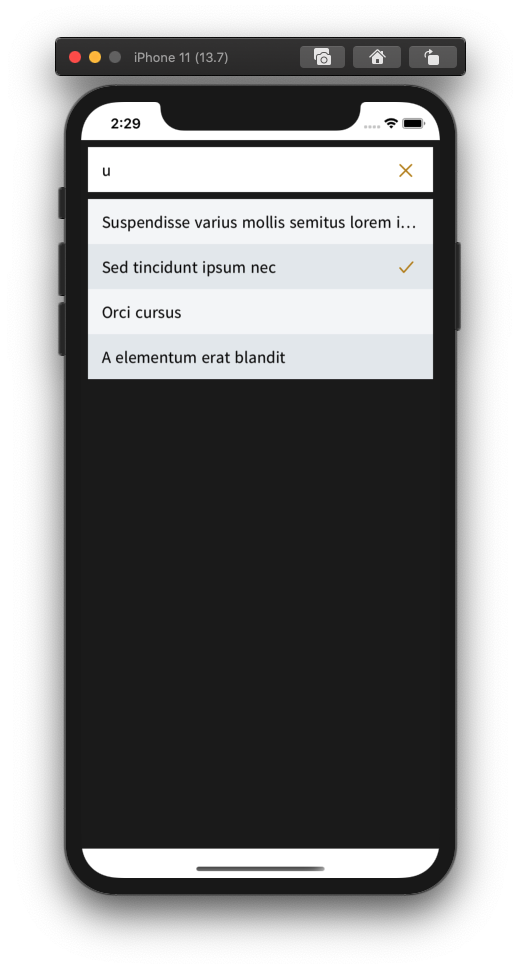 iPhone 11 (13.7)
2:29
u
Suspendisse varius mollis semitus lorem i…
Sed tincidunt ipsum nec
Orci cursus
A elementum erat blandit